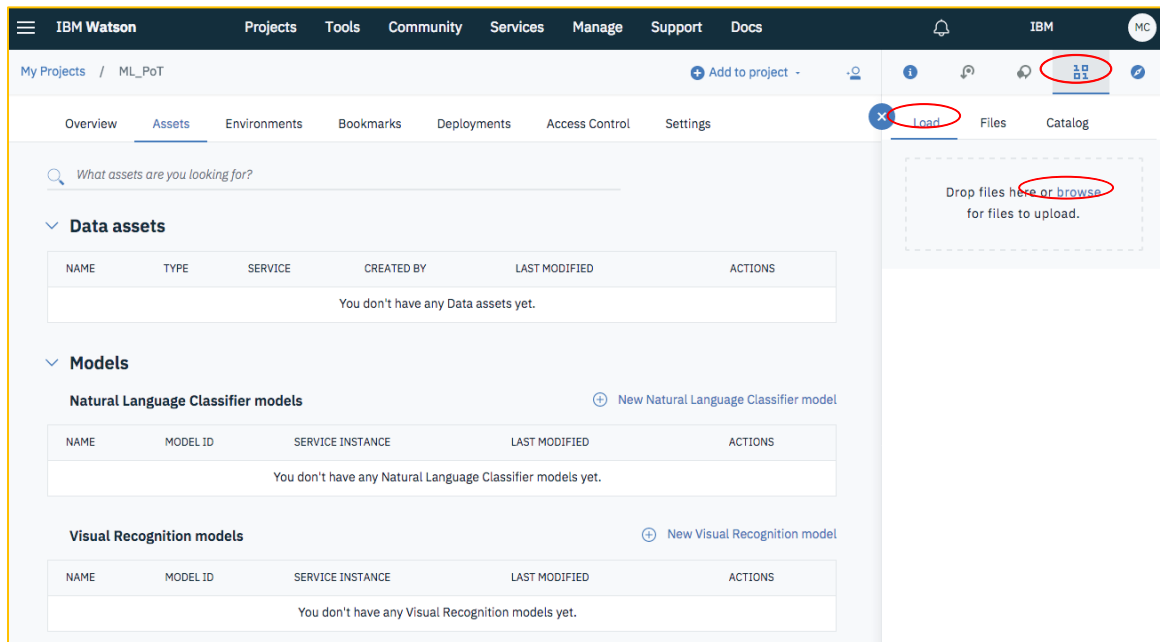 IBM Watson Projects Tools Community Services Manage Support Docs IBM MC
My Projects / ML_PoT Add to project
Overview Assets Environments Bookmarks Deployments Access Control Settings
Load Files Catalog
What assets are you looking for?
Drop files here or browse
for files to upload.
Data assets
NAME TYPE SERVICE CREATED BY LAST MODIFIED ACTIONS
You don't have any Data assets yet.
Models
Natural Language Classifier models New Natural Language Classifier model
NAME MODEL ID SERVICE INSTANCE LAST MODIFIED ACTIONS
You don't have any Natural Language Classifier models yet.
Visual Recognition models New Visual Recognition model
NAME MODEL ID SERVICE INSTANCE LAST MODIFIED ACTIONS
You don't have any Visual Recognition models yet.